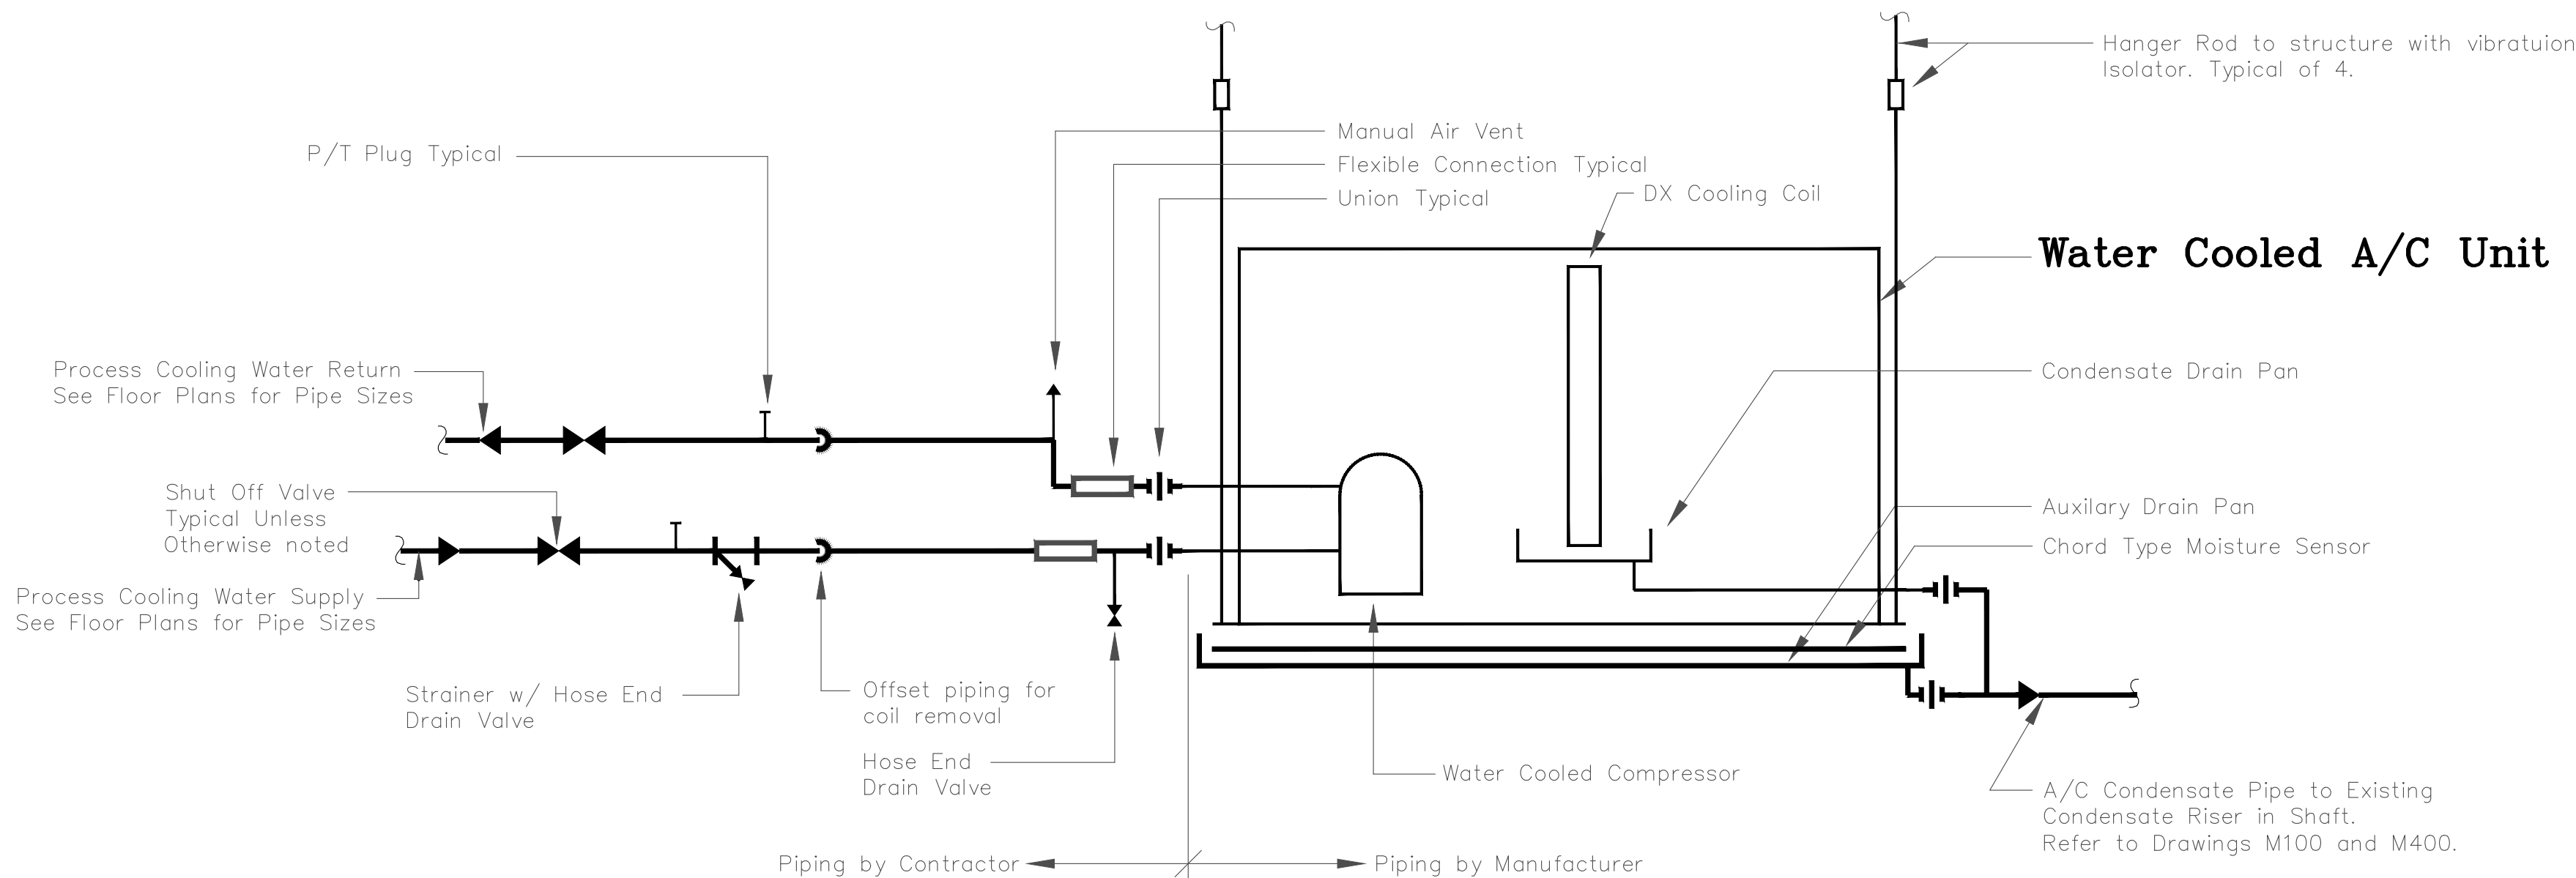 Hanger Rod to structure with vibratuion
Isolator. Typical of 4.
Manual Air Vent
P/T Plug Typical
Flexible Connection Typical
Union Typical
DX Cooling Coil
Water Cooled A/C Unit
Process Cooling Water Return
See Floor Plans for Pipe Sizes
Condensate Drain Pan
Shut Off Valve
Typical Unless
Otherwise noted
Auxilary Drain Pan
Chord Type Moisture Sensor
Process Cooling Water Supply
See Floor Plans for Pipe Sizes
Strainer w/ Hose End
Drain Valve
Offset piping for
coil removal
Hose End
Drain Valve
Water Cooled Compressor
A/C Condensate Pipe to Existing
Condensate Riser in Shaft.
Refer to Drawings M100 and M400.
Piping by Contractor
Piping by Manufacturer